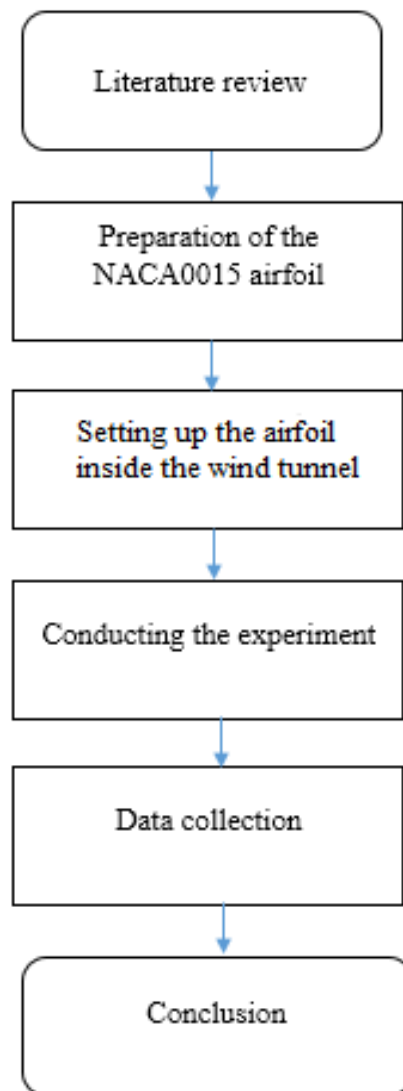 Literature review
Preparation of the
NACA0015 airfoil
Setting up the airfoil
inside the wind tunnel
Conducting the experiment
Data collection
Conclusion